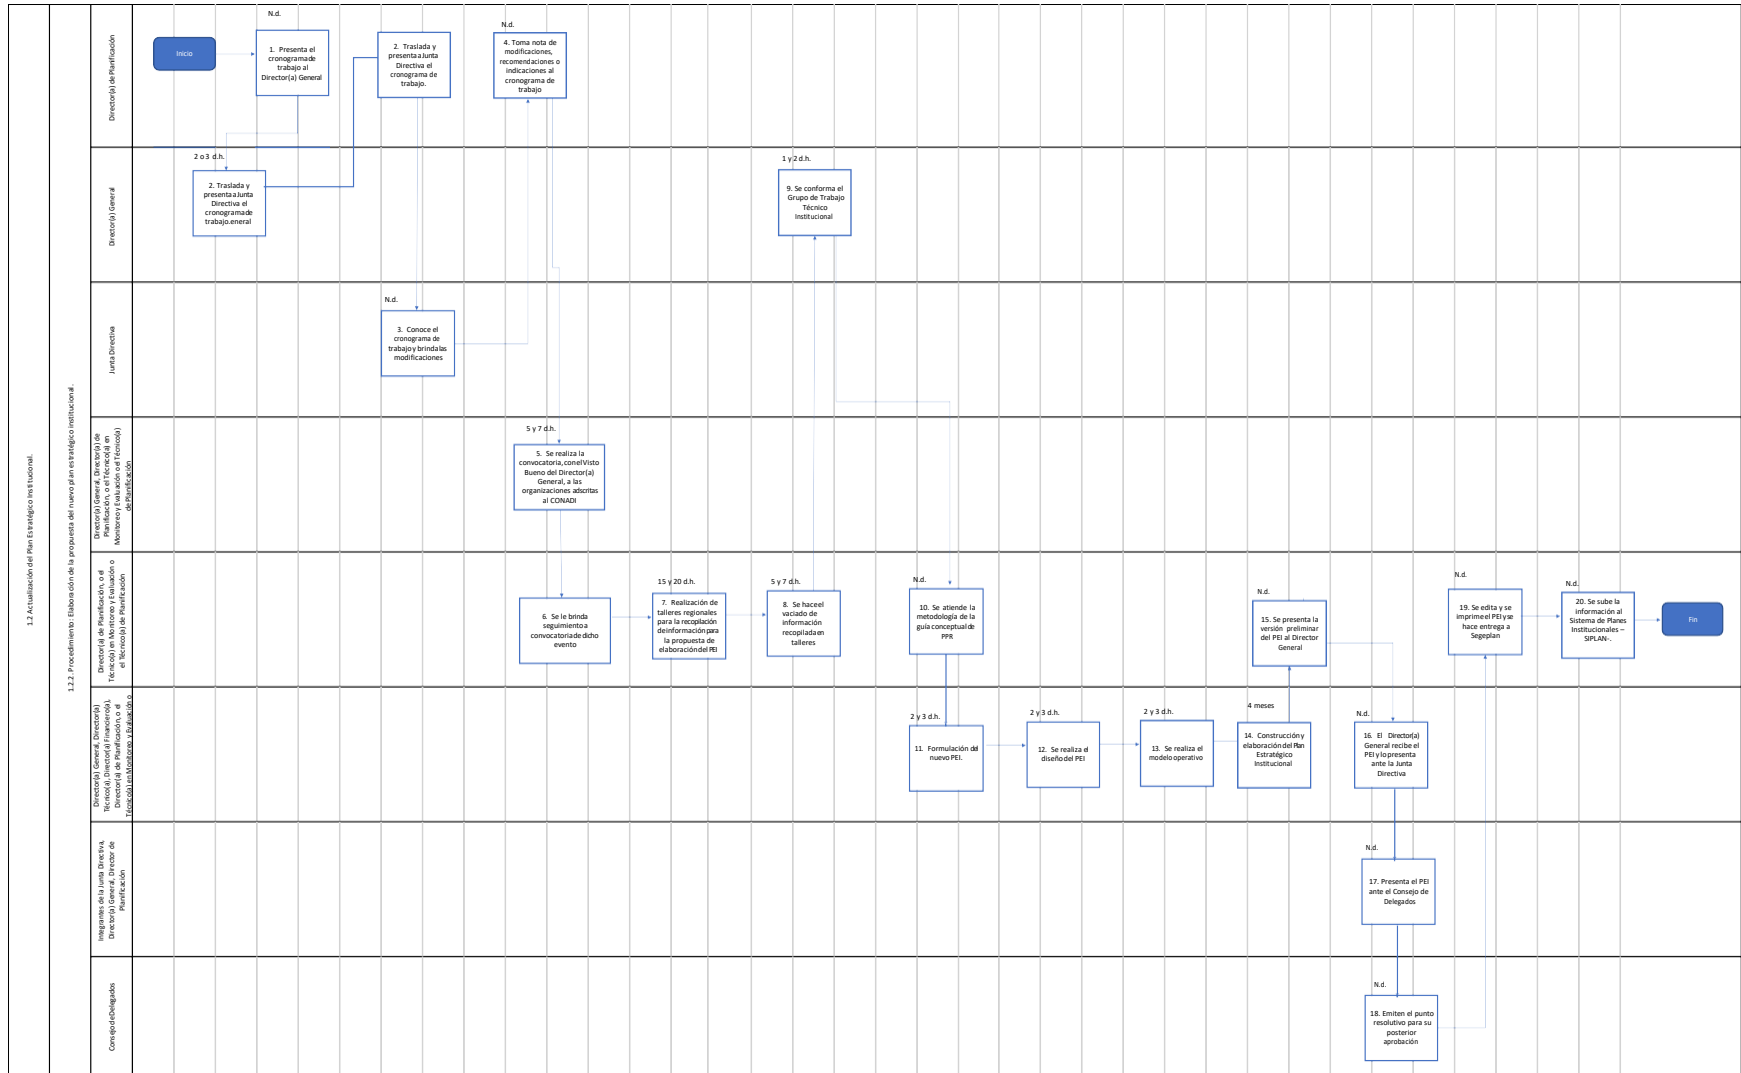 1.2 Actualización del Plan Estratégico Institucional.
1.2.2. Procedimiento: Elaboración de la propuesta del nuevo plan estratégico institucional.
Director(a) de Planificación
Inicio
N.d.
1. Presenta el
cronograma de
trabajo al
Director(a) General
2. Traslada y
presenta a Junta
Directiva el
cronograma de
trabajo.
N.d.
4. Toma nota de
modificaciones,
recomendaciones o
indicaciones al
cronograma de
trabajo
Director(a) General
2 o 3 d.h.
2. Traslada y
presenta a Junta
Directiva el
cronograma de
trabajo.eneral
1 y 2 d.h.
9. Se conforma el
Grupo de Trabajo
Técnico
Institucional
Junta Directiva
N.d.
3. Conoce el
cronograma de
trabajo y brinda las
modificaciones
Director(a) General, Director(a) de
Planificación, o el Técnico(a) en
Monitoreo y Evaluación o el Técnico(a)
de Planificación
5 y 7 d.h.
5. Se realiza la
convocatoria, con el Visto
Bueno del Director(a)
General, a las
organizaciones adscritas
al CONADI
Director(a) de Planificación, o el
Técnico(a) en Monitoreo y Evaluación o
el Técnico(a) de Planificación
6. Se le brinda
seguimiento a
convocatoria de dicho
evento
15 y 20 d.h.
7. Realización de
talleres regionales
para la recopilación
de información para
la propuesta de
elaboración del PEI
5 y 7 d.h.
8. Se hace el
vaciado de
información
recopilada en
talleres
N.d.
10. Se atiende la
metodología de la
guía conceptual de
PPR
N.d.
15. Se presenta la
versión preliminar
del PEI al Director
General
N.d.
19. Se edita y se
imprime el PEI y se
hace entrega a
Segeplan
N.d.
20. Se sube la
información al
Sistema de Planes
Institucionales –
SIPLAN-.
Fin
Director(a) General, Director(a)
Técnico(a), Director(a) Financiero(a),
Director(a) de Planificación, o el
Técnico(a) en Monitoreo y Evaluación o
2 y 3 d.h.
11. Formulación del
nuevo PEI.
2 y 3 d.h.
12. Se realiza el
diseño del PEI
2 y 3 d.h.
13. Se realiza el
modelo operativo
4 meses
14. Construcción y
elaboración del Plan
Estratégico
Institucional
N.d.
16. El Director(a)
General recibe el
PEI y lo presenta
ante la Junta
Directiva
Integrantes de la Junta Directiva,
Director(a) General, Director de
Planificación
N.d.
17. Presenta el PEI
ante el Consejo de
Delegados
Consejo de Delegados
N.d.
18. Emiten el punto
resolutivo para su
posterior
aprobación